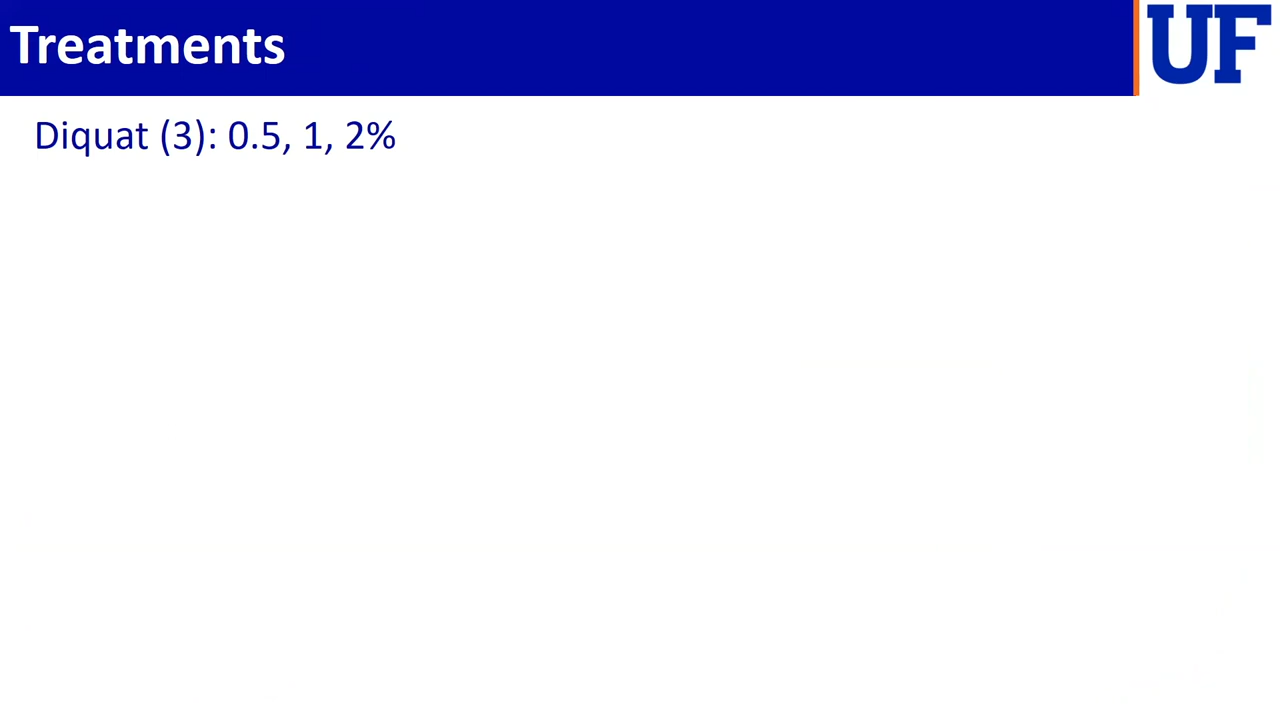 Treatments
UF
Diquat (3): 0.5, 1, 2%